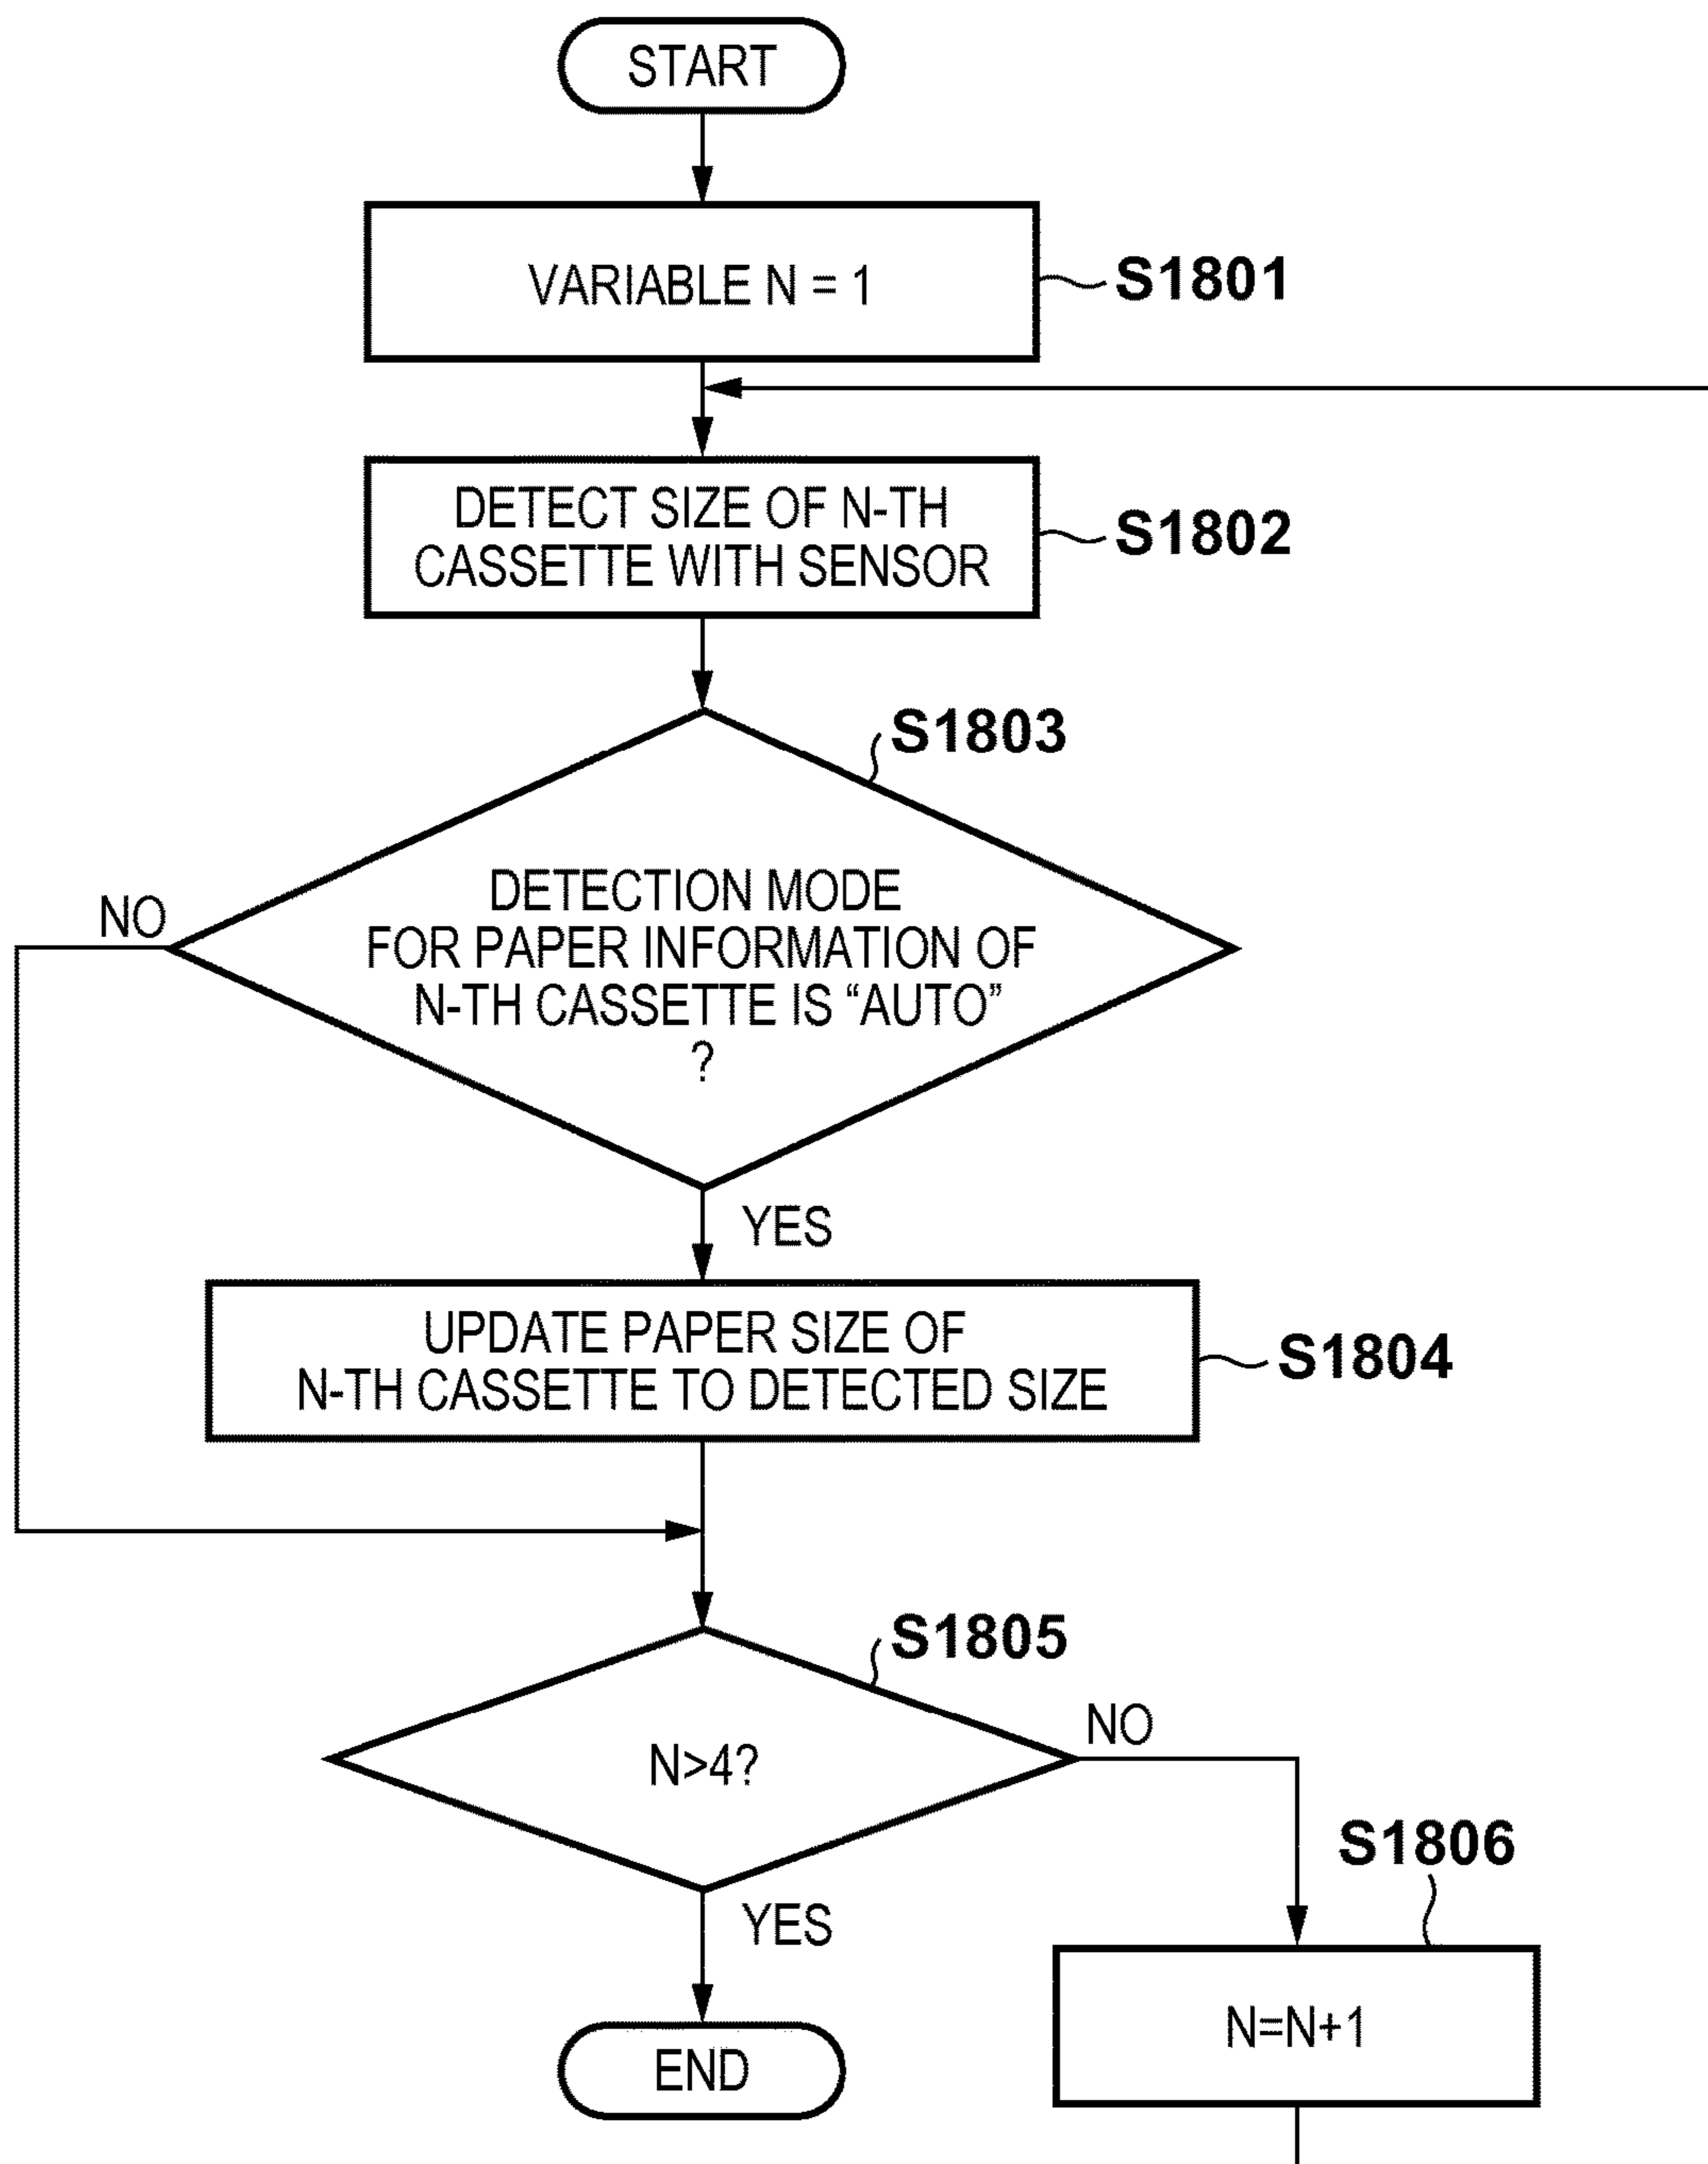 START
VARIABLE N = 1
S1801
DETECT SIZE OF N-TH
CASSETTE WITH SENSOR
S1802
S1803
DETECTION MODE
FOR PAPER INFORMATION OF
N-TH CASSETTE IS “AUTO”
?
NO
YES
UPDATE PAPER SIZE OF
N-TH CASSETTE TO DETECTED SIZE
S1804
S1805
N>4?
NO
YES
S1806
N=N+1
END